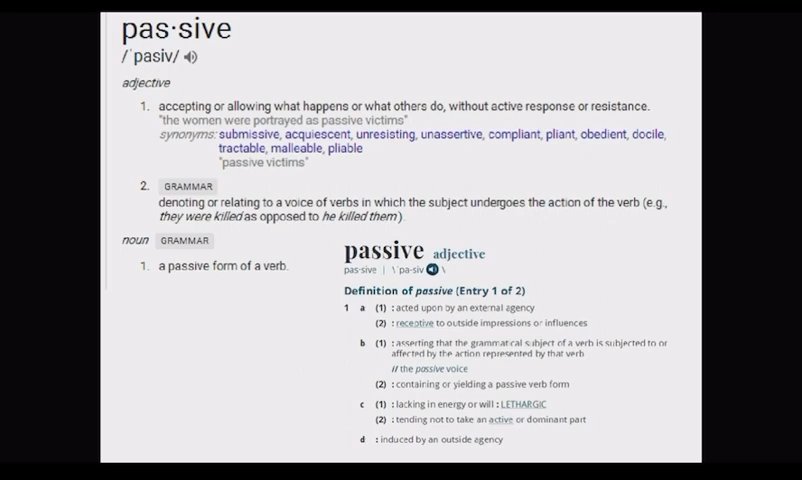 pas·sive
/ˈpasiv/
adjective
1. accepting or allowing what happens or what others do, without active response or resistance.
"the women were portrayed as passive victims"
synonyms: submissive, acquiescent, unresisting, unassertive, compliant, pliant, obedient, docile,
tractable, malleable, pliable
"passive victims"
2. GRAMMAR
denoting or relating to a voice of verbs in which the subject undergoes the action of the verb (e.g.,
they were killed as opposed to he killed them).
noun GRAMMAR
1. a passive form of a verb.
passive adjective
pas·sive | \ ˈpa-siv \
Definition of passive (Entry 1 of 2)
1 a (1) : acted upon by an external agency
(2) : receptive to outside impressions or influences
b (1) : asserting that the grammatical subject of a verb is subjected to or
affected by the action represented by that verb
// the passive voice
(2) : containing or yielding a passive verb form
c (1) : lacking in energy or will : LETHARGIC
(2) : tending not to take an active or dominant part
d : induced by an outside agency